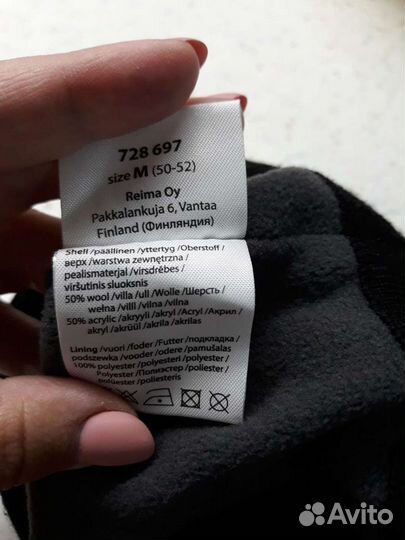 728 697
size M (50-52)
Reima Oy
Pakkalankuja 6, Vantaa
Finland (Финляндия)
Shell /päällinen /yttertyg /Oberstoff /
верх /warstwa zewnętrzna /
pealismaterjal /virsdrēbes /
viršutinis sluoksnis
50% wool /villa /ull /Wolle /Шерсть /
wełna /villi /vilna /vilna
50% acrylic /akryyli /akryl /Acryl /Акрил /
akryl /akrüül /akrils /akrilas
Lining /vuori /foder /Futter /подкладка /
podszewka /vooder /odere /pamušalas
100% polyester /polyesteri /polyester /
Polyester /Полиэстер /poliester /
polüester /poliesteris
Avito